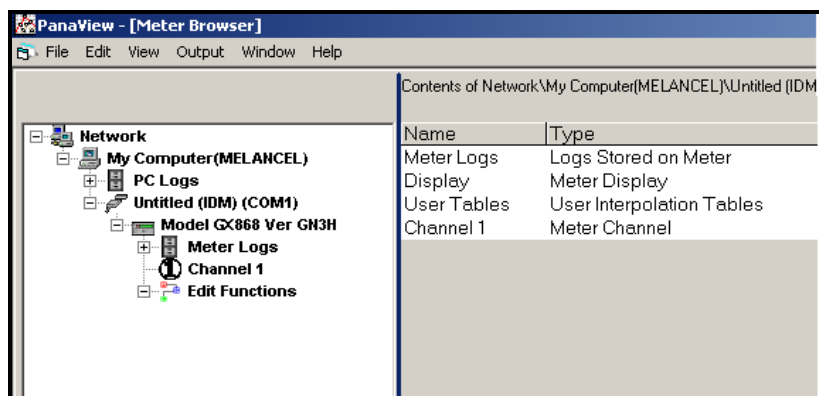 PanaView - [Meter Browser]
File Edit View Output Window Help
Contents of Network\My Computer(MELANCEL)\Untitled (IDM
Network
My Computer(MELANCEL)
PC Logs
Untitled (IDM) (COM1)
Model GX868 Ver GN3H
Meter Logs
1 Channel 1
Edit Functions
Name Type
Meter Logs Logs Stored on Meter
Display Meter Display
User Tables User Interpolation Tables
Channel 1 Meter Channel